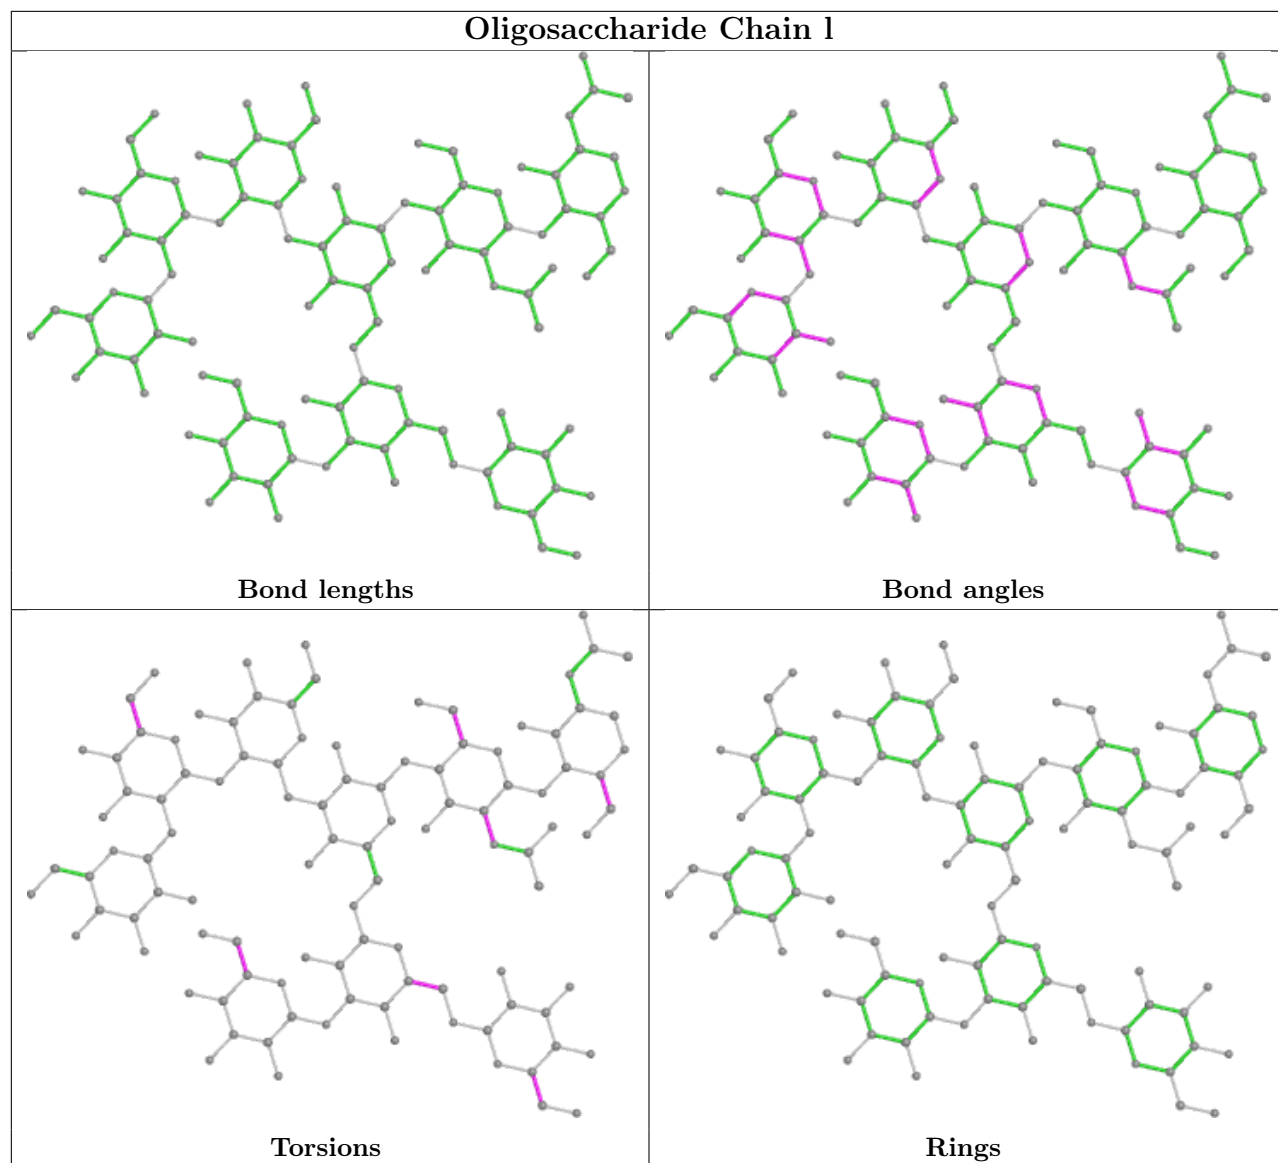 Oligosaccharide Chain l
Bond lengths
Bond angles
Torsions
Rings